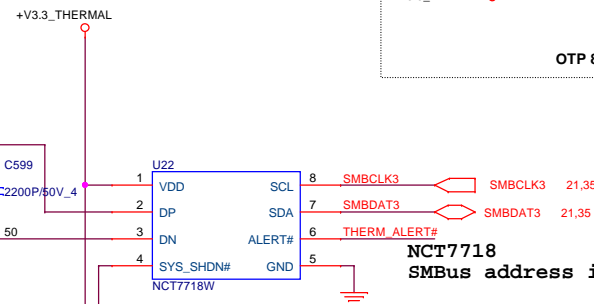 +V3.3_THERMAL
OTP 8
C599
2200P/50V_4
50
U22
1 VDD SCL 8 SMBCLK3 SMBCLK3 21,35
2 DP SDA 7 SMBDAT3 SMBDAT3 21,35
3 DN ALERT# 6 THERM_ALERT#
4 SYS_SHDN# GND 5
NCT7718W
NCT7718
SMBus address i